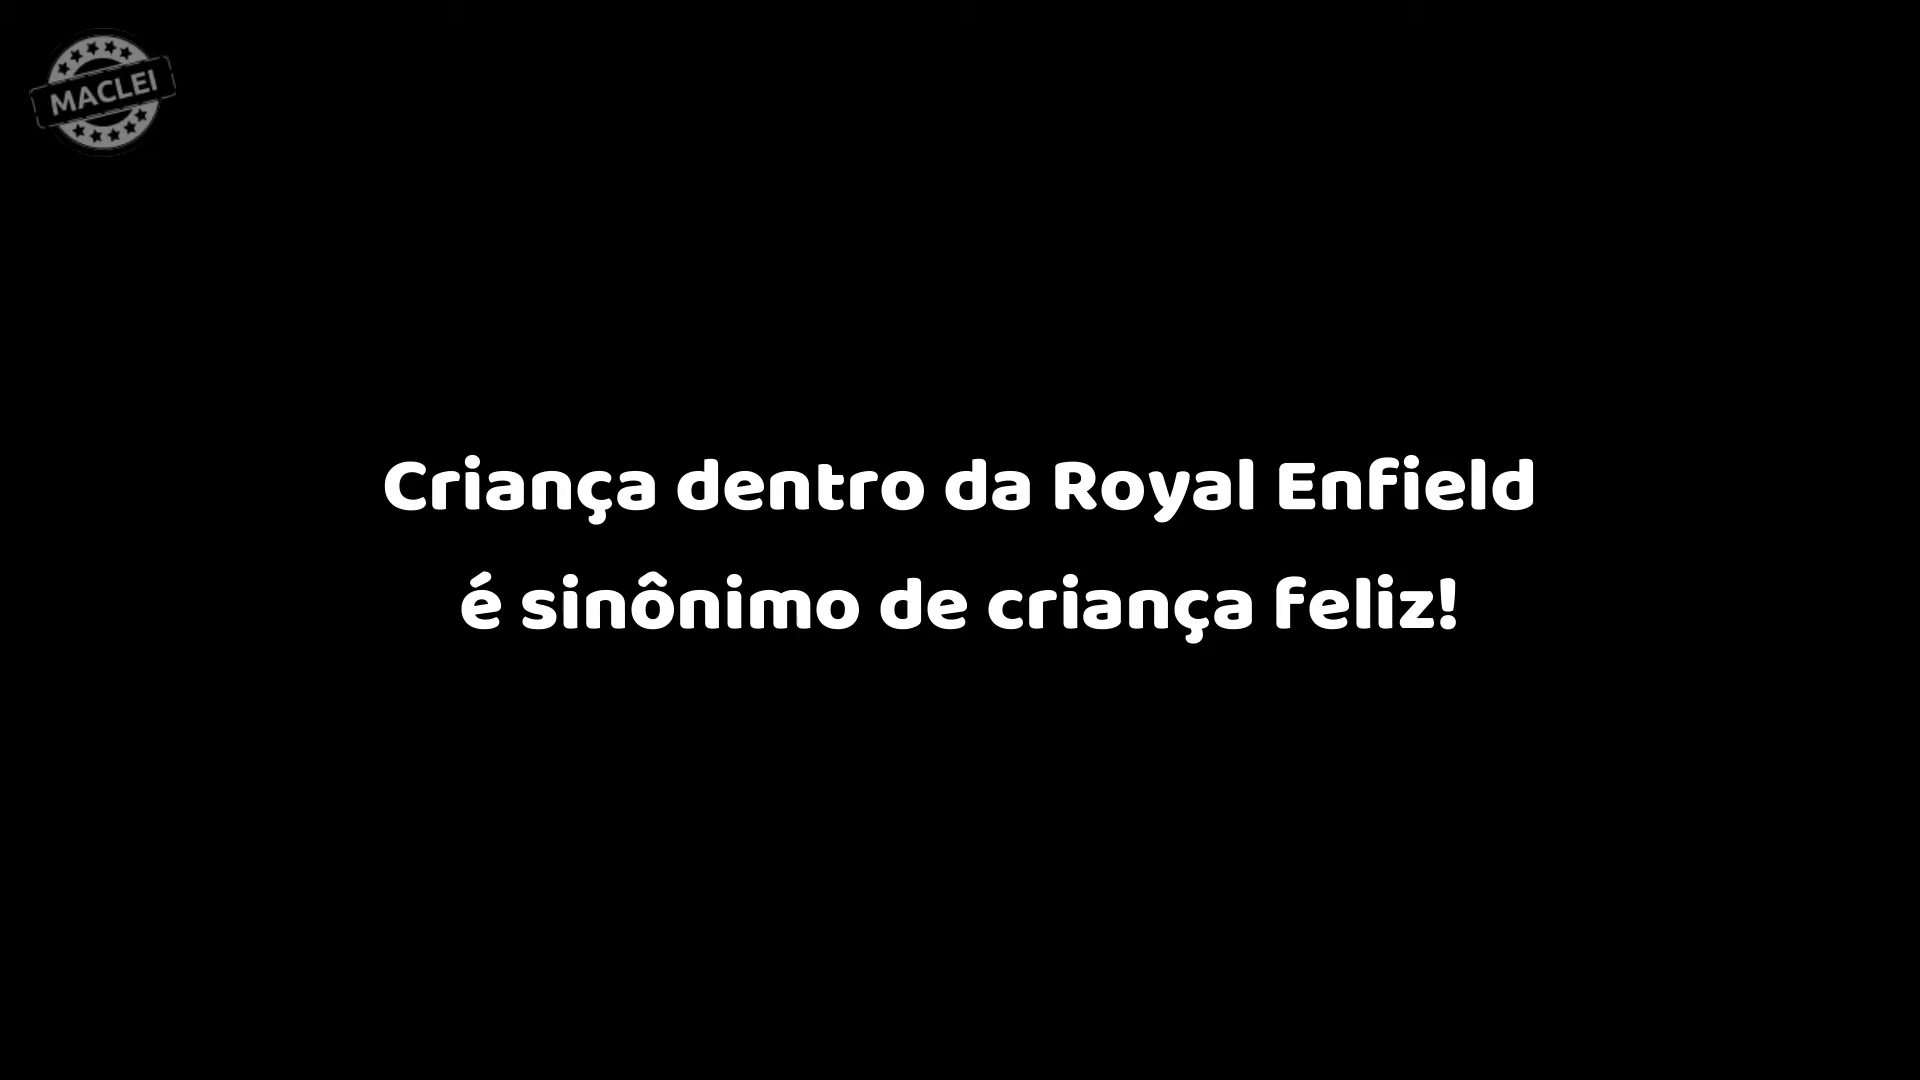 MACLEI
Criança dentro da Royal Enfield
é sinônimo de criança feliz!